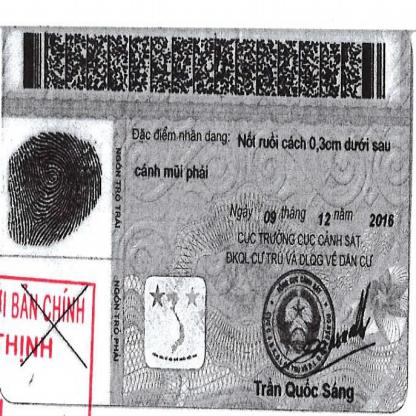 Đặc điểm nhân dạng: Nốt ruồi cách 0,3cm dưới sau
cánh mũi phải
NGÓN TRỎ TRÁI
Ngày 09 tháng 12 năm 2016
CỤC TRƯỞNG CỤC CẢNH SÁT
ĐKQL CƯ TRÚ VÀ DLQG VỀ DÂN CƯ
NGÓN TRỎ PHẢI
BẢN CHÍNH
Trần Quốc Sáng